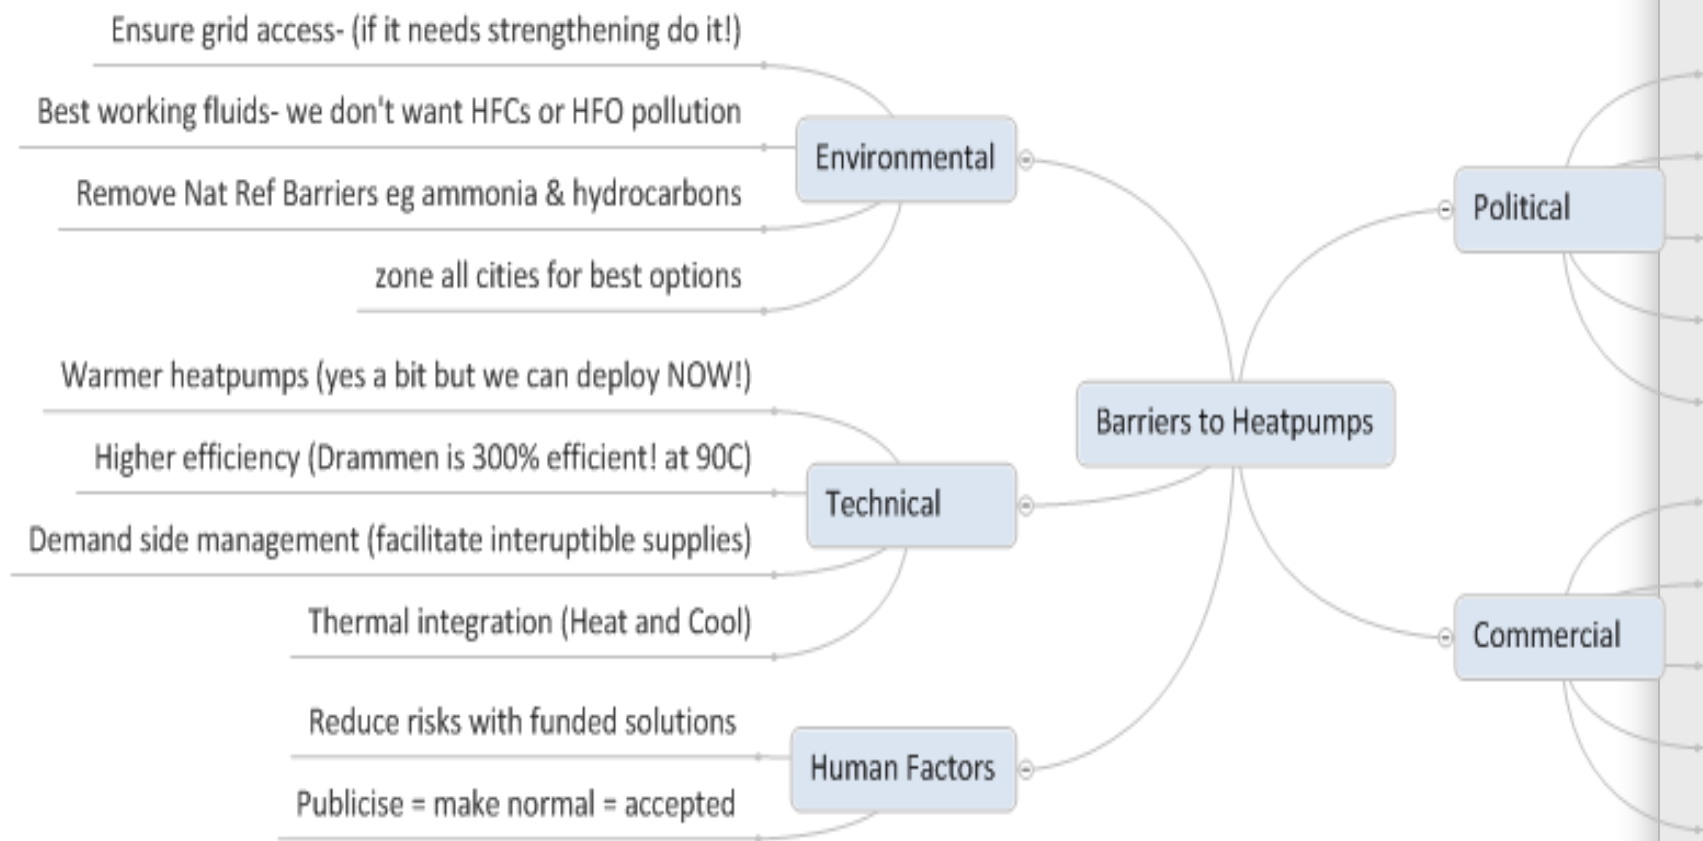 Ensure grid access- (if it needs strengthening do it!)
Best working fluids- we don't want HFCs or HFO pollution
Environmental
Remove Nat Ref Barriers eg ammonia & hydrocarbons
zone all cities for best options
Warmer heatpumps (yes a bit but we can deploy NOW!)
Higher efficiency (Drammen is 300% efficient! at 90C)
Technical
Demand side management (facilitate interuptible supplies)
Thermal integration (Heat and Cool)
Reduce risks with funded solutions
Human Factors
Publicise = make normal = accepted
Barriers to Heatpumps
Political
Commercial